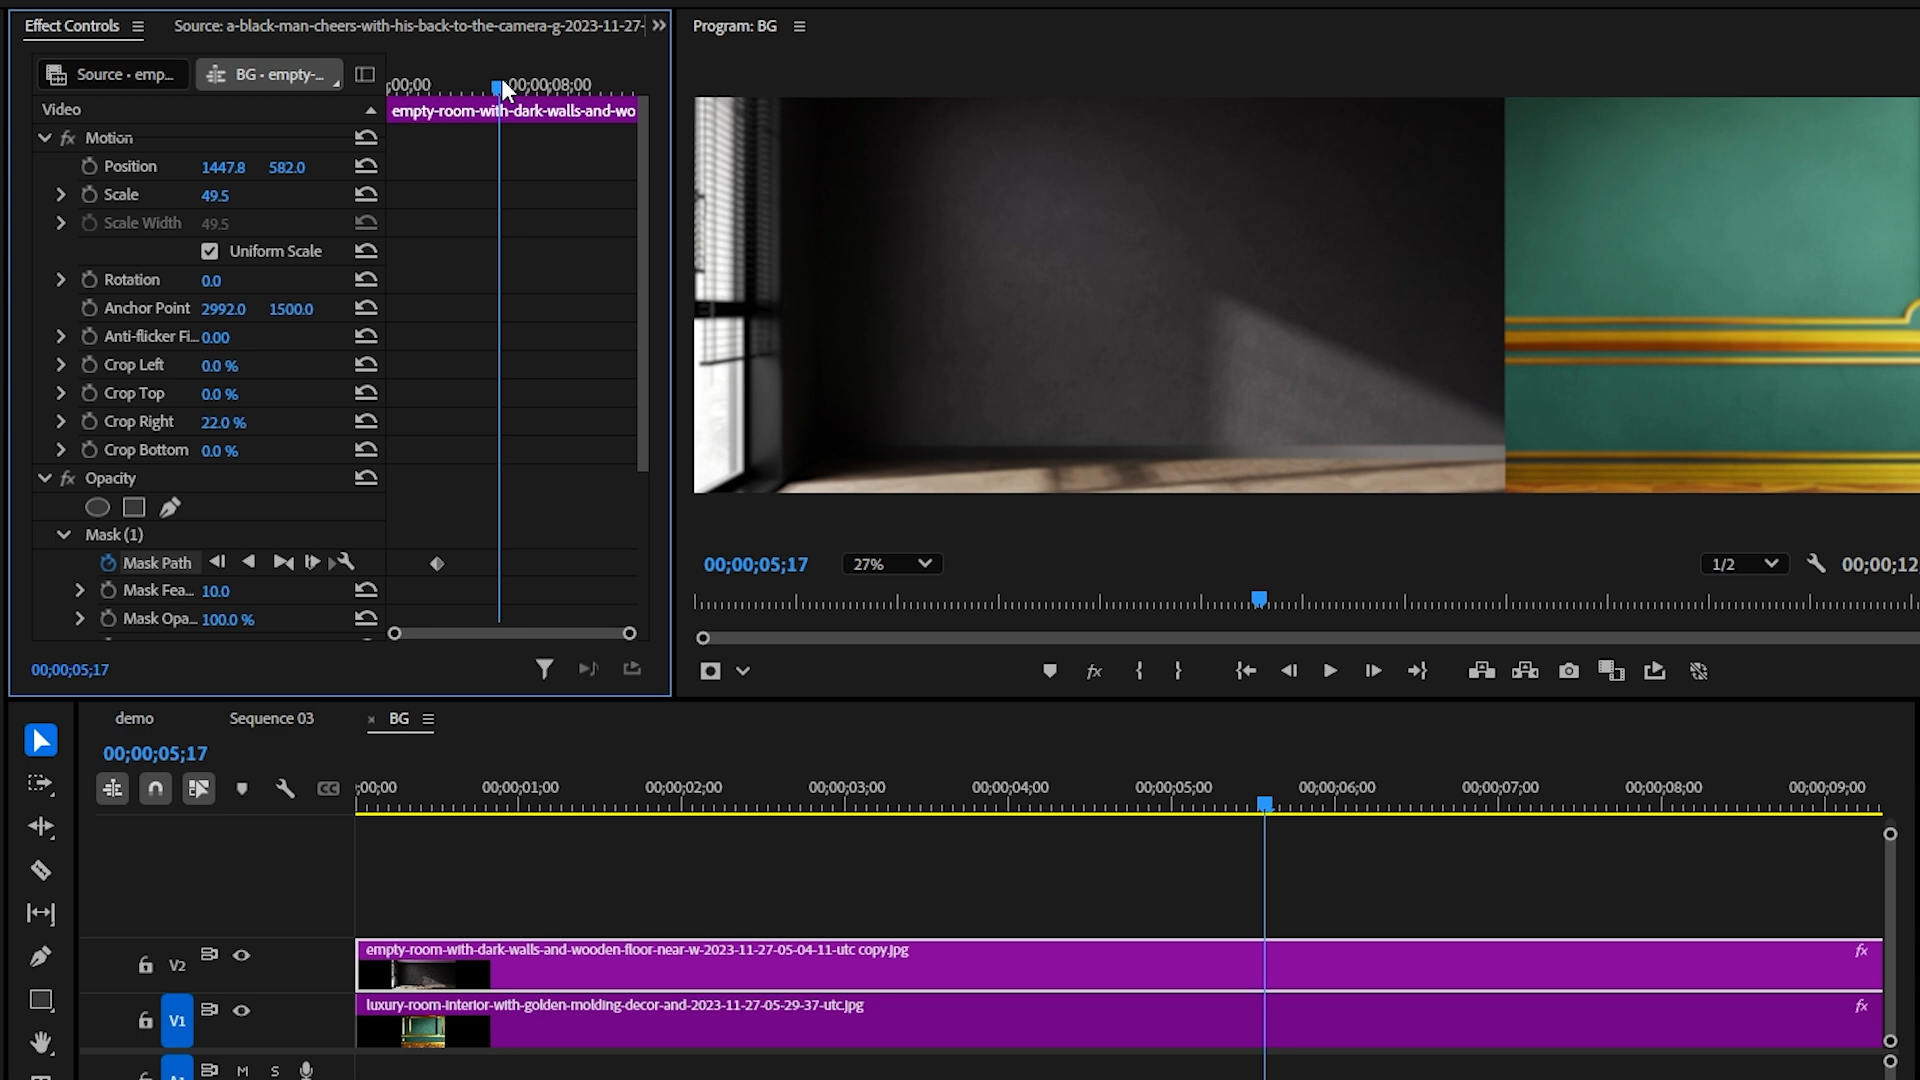 Effect Controls
Source: a-black-man-cheers-with-his-back-to-the-camera-g-2023-11-27-
Program: BG
Source • emp...
BG • empty-...
;00;00
00;00;08;00
Video
empty-room-with-dark-walls-and-wo
fx Motion
Position 1447.8 582.0
Scale 49.5
Scale Width 49.5
Uniform Scale
Rotation 0.0
Anchor Point 2992.0 1500.0
Anti-flicker Fi... 0.00
Crop Left 0.0 %
Crop Top 0.0 %
Crop Right 22.0 %
Crop Bottom 0.0 %
fx Opacity
Mask (1)
Mask Path
Mask Fea... 10.0
Mask Opa... 100.0 %
00;00;05;17
00;00;05;17
27%
1/2
00;00;12
fx
demo
Sequence 03
× BG
00;00;05;17
CC
;00;00
00;00;01;00
00;00;02;00
00;00;03;00
00;00;04;00
00;00;05;00
00;00;06;00
00;00;07;00
00;00;08;00
00;00;09;00
V2
empty-room-with-dark-walls-and-wooden-floor-near-w-2023-11-27-05-04-11-utc copy.jpg
fx
V1
luxury-room-interior-with-golden-molding-decor-and-2023-11-27-05-29-37-utc.jpg
fx
A1
M
S